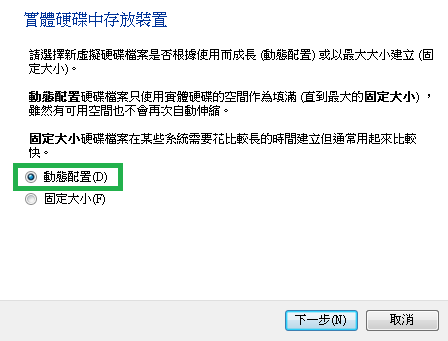 實體硬碟中存放裝置
請選擇新虛擬硬碟檔案是否根據使用而成長 (動態配置) 或以最大大小建立 (固
定大小)。
動態配置硬碟檔案只使用實體硬碟的空間作為填滿 (直到最大的固定大小) ，
雖然有可用空間也不會再次自動伸縮。
固定大小硬碟檔案在某些系統需要花比較長的時間建立但通常用起來比較
快。
動態配置(D)
固定大小(F)
下一步(N)
取消